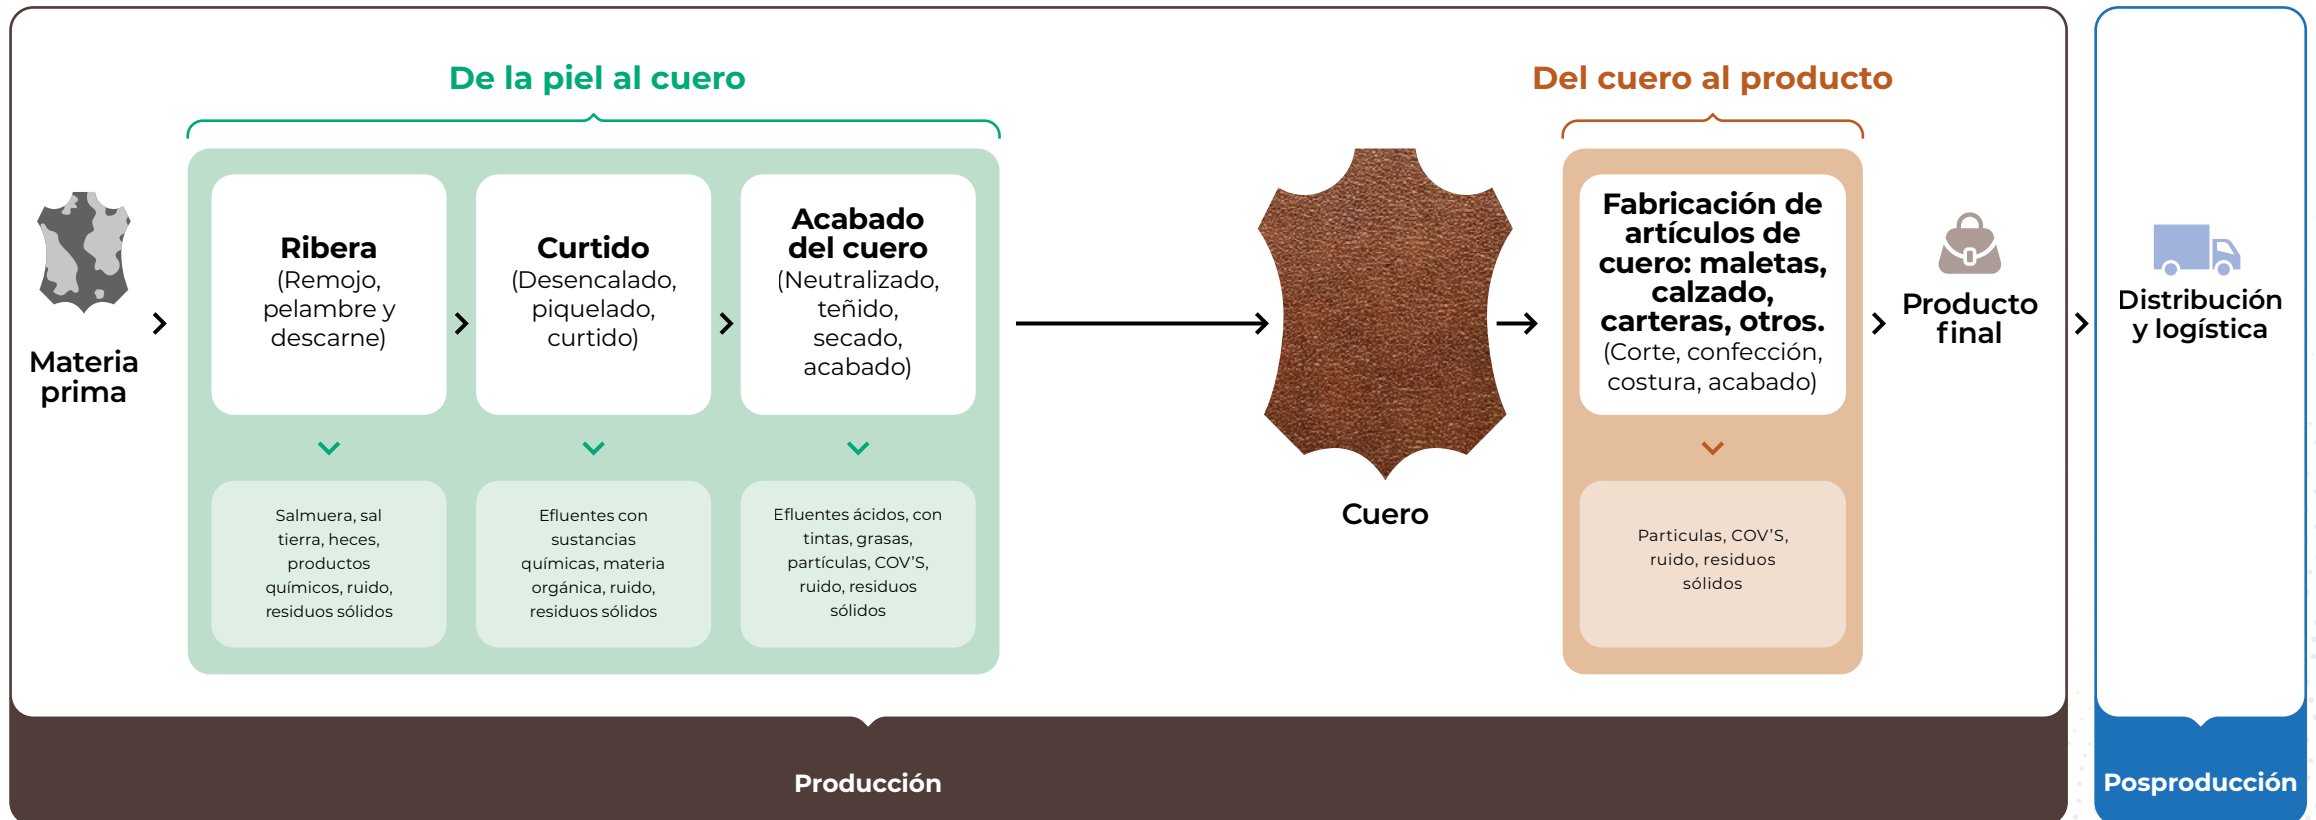 De la piel al cuero
Del cuero al producto
Materia
prima
Ribera
(Remojo,
pelambre y
descarne)
Curtido
(Desencalado,
piquelado,
curtido)
Acabado
del cuero
(Neutralizado,
teñido,
secado,
acabado)
Salmuera, sal
tierra, heces,
productos
químicos, ruido,
residuos sólidos
Efluentes con
sustancias
químicas, materia
orgánica, ruido,
residuos sólidos
Efluentes ácidos, con
tintas, grasas,
partículas, COV'S,
ruido, residuos
sólidos
Cuero
Fabricación de
artículos de
cuero: maletas,
calzado,
carteras, otros.
(Corte, confección,
costura, acabado)
Particulas, COV'S,
ruido, residuos
sólidos
Producto
final
Distribución
y logística
Producción
Posproducción